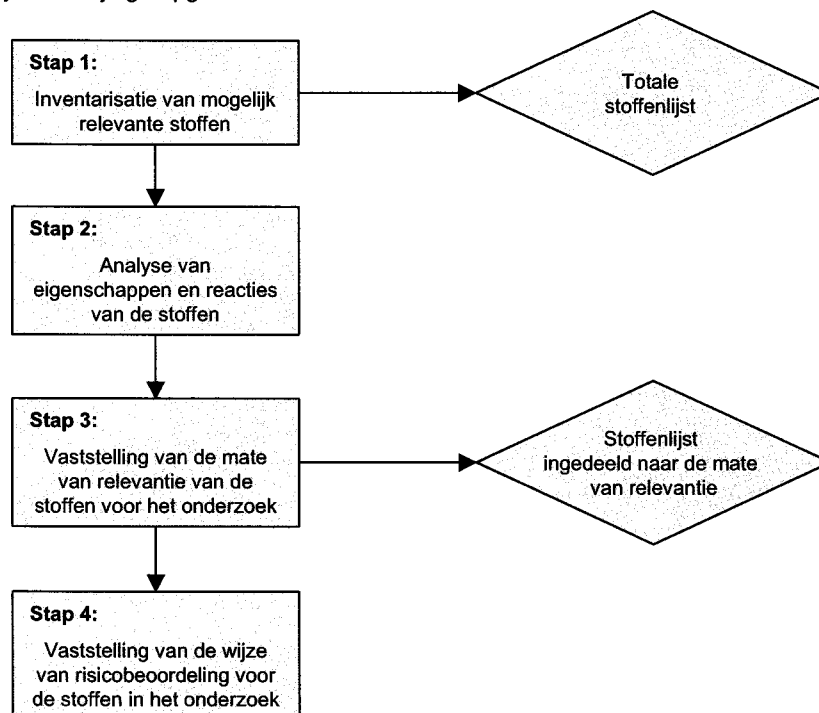 Stap 1:
Inventarisatie van mogelijk
relevante stoffen
Totale
stoffenlijst
Stap 2:
Analyse van
eigenschappen en reacties
van de stoffen
Stap 3:
Vaststelling van de mate
van relevantie van de
stoffen voor het onderzoek
Stoffenlijst
ingedeeld naar de mate
van relevantie
Stap 4:
Vaststelling van de wijze
van risicobeoordeling voor
de stoffen in het onderzoek